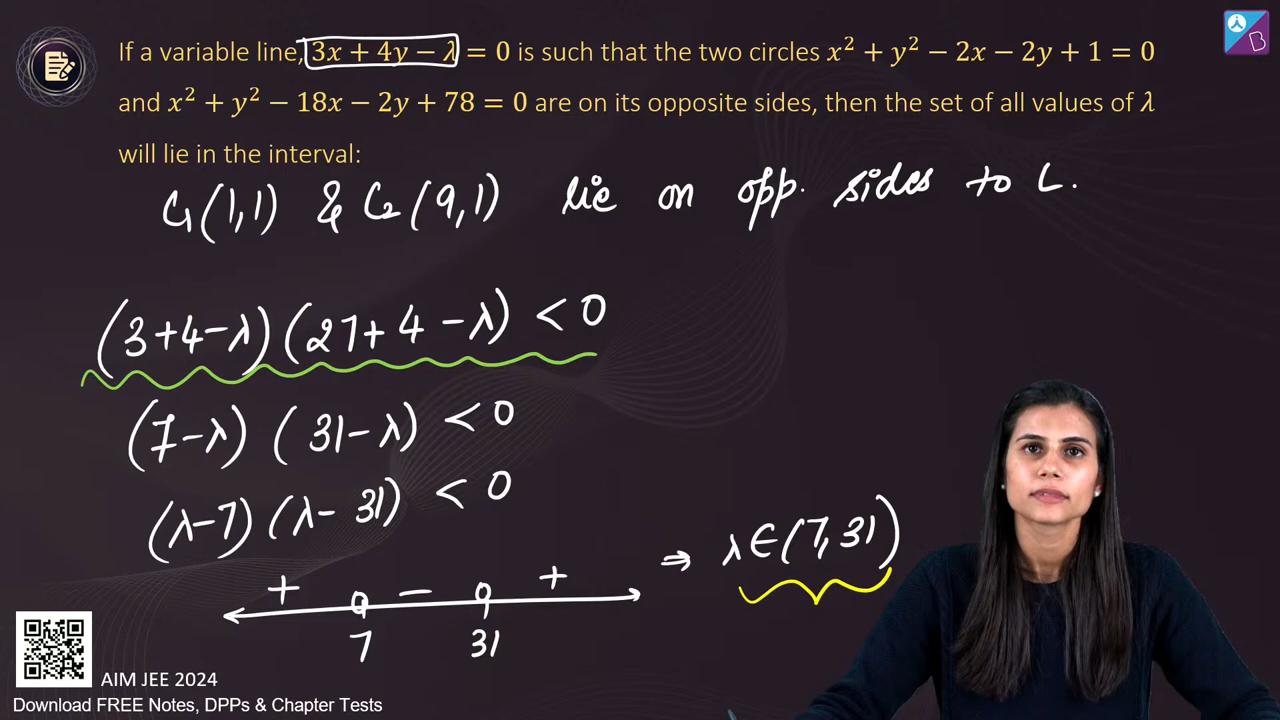 If a variable line, 3x + 4y − λ = 0 is such that the two circles x² + y² − 2x − 2y + 1 = 0
and x² + y² − 18x − 2y + 78 = 0 are on its opposite sides, then the set of all values of λ
will lie in the interval:
C₁(1,1) & C₂(9,1) lie on opp. sides to L.
(3+4−λ)(27+4−λ) < 0
(7−λ)(31−λ) < 0
(λ−7)(λ−31) < 0
⇒ λ∈(7,31)
+ − +
7 31
AIM JEE 2024
Download FREE Notes, DPPs & Chapter Tests
B